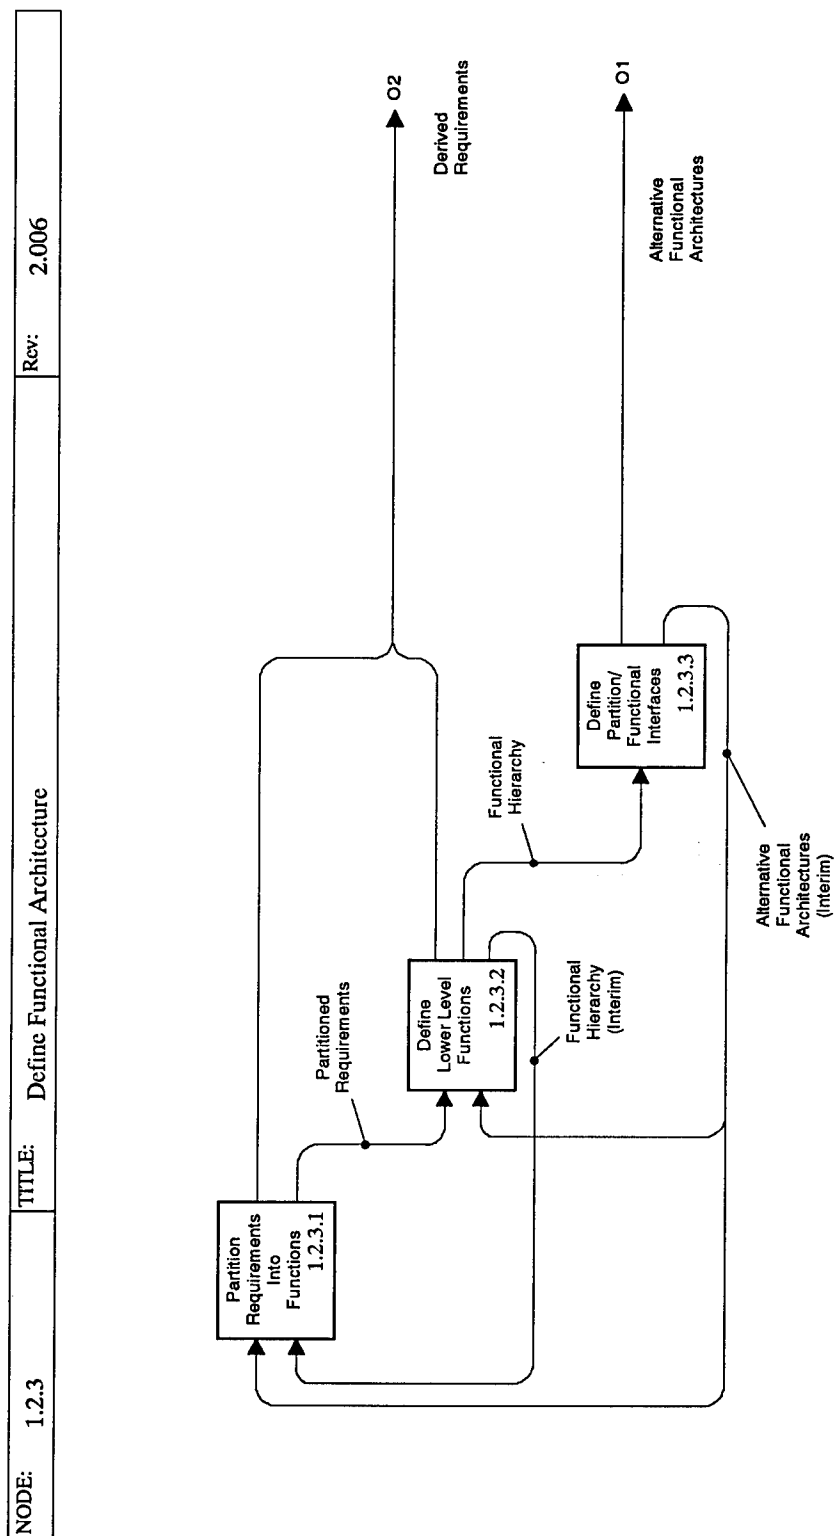 NODE: 1.2.3 TITLE: Define Functional Architecture Rev: 2.006
Partition
Requirements
Into
Functions
1.2.3.1
Partitioned
Requirements
Define
Lower Level
Functions
1.2.3.2
Functional
Hierarchy
(Interim)
Functional
Hierarchy
Define
Partition/
Functional
Interfaces
1.2.3.3
Alternative
Functional
Architectures
(Interim)
O2
Derived
Requirements
O1
Alternative
Functional
Architectures